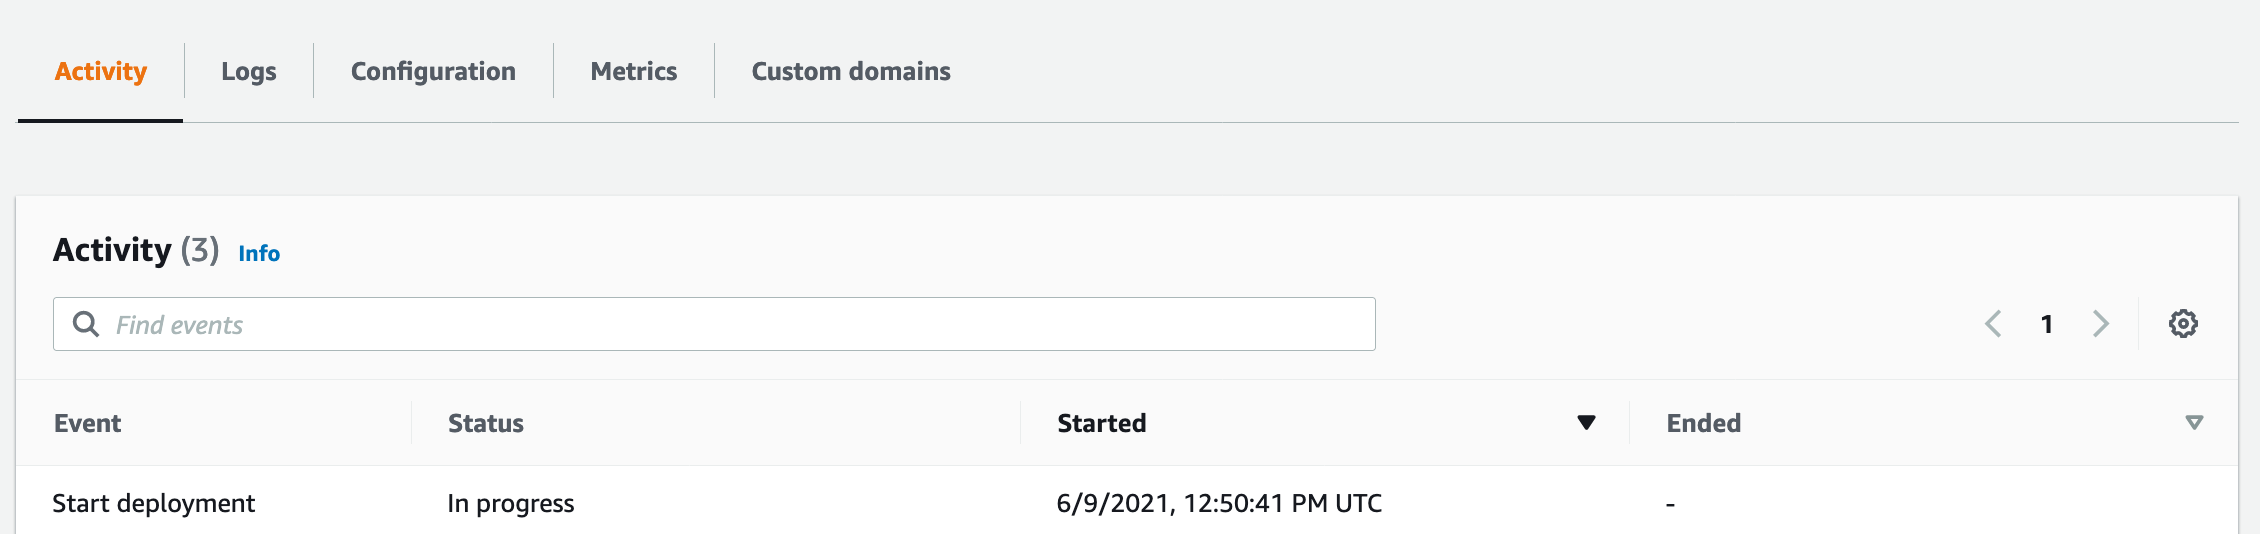 Activity Logs Configuration Metrics Custom domains
Activity (3) Info
Find events 1
Event Status Started Ended
Start deployment In progress 6/9/2021, 12:50:41 PM UTC -